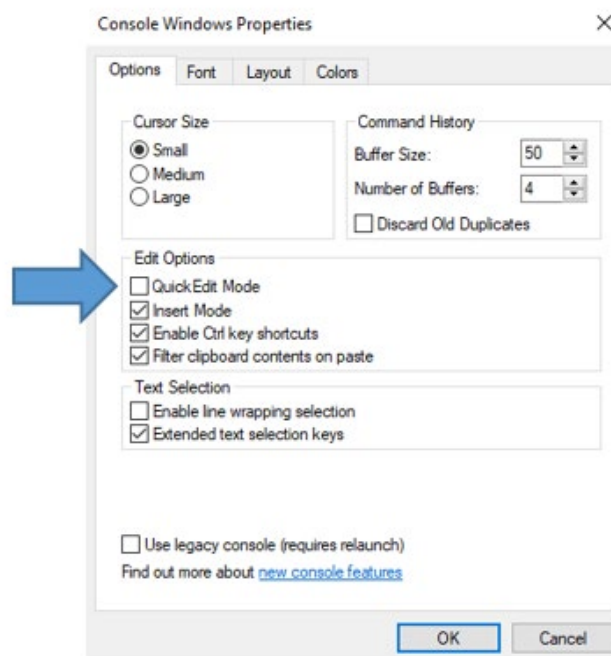 Console Windows Properties
Options Font Layout Colors
Cursor Size
Small
Medium
Large
Command History
Buffer Size: 50
Number of Buffers: 4
Discard Old Duplicates
Edit Options
QuickEdit Mode
Insert Mode
Enable Ctrl key shortcuts
Filter clipboard contents on paste
Text Selection
Enable line wrapping selection
Extended text selection keys
Use legacy console (requires relaunch)
Find out more about new console features
OK Cancel